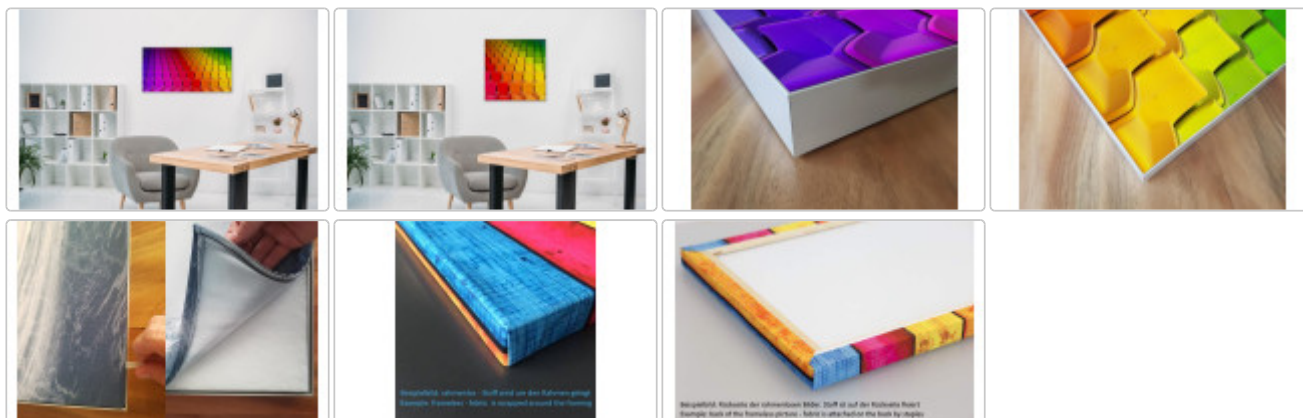 Beispielbild: rahmenlos - Stoff wird um den Rahmen gelegt
Example: Frameless - fabric is wrapped around the framing
Beispielbild: Rückseite der rahmenlosen Bilder. Stoff ist auf der Rückseite fixiert
Example: back of the frameless picture - fabric is attached on the back by staples